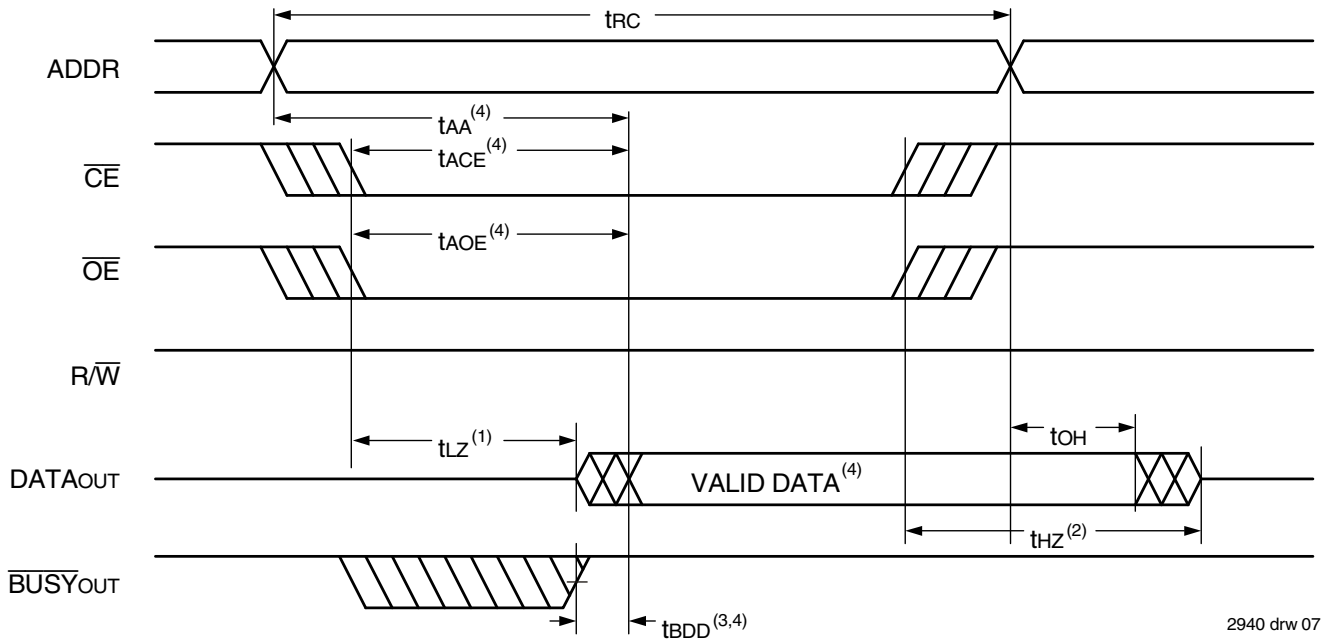 tRC
ADDR
tAA(4)
tACE(4)
CE
tAOE(4)
OE
R/W
tLZ(1)
tOH
DATAOUT
VALID DATA(4)
tHZ(2)
BUSYOUT
tBDD(3,4)
2940 drw 07